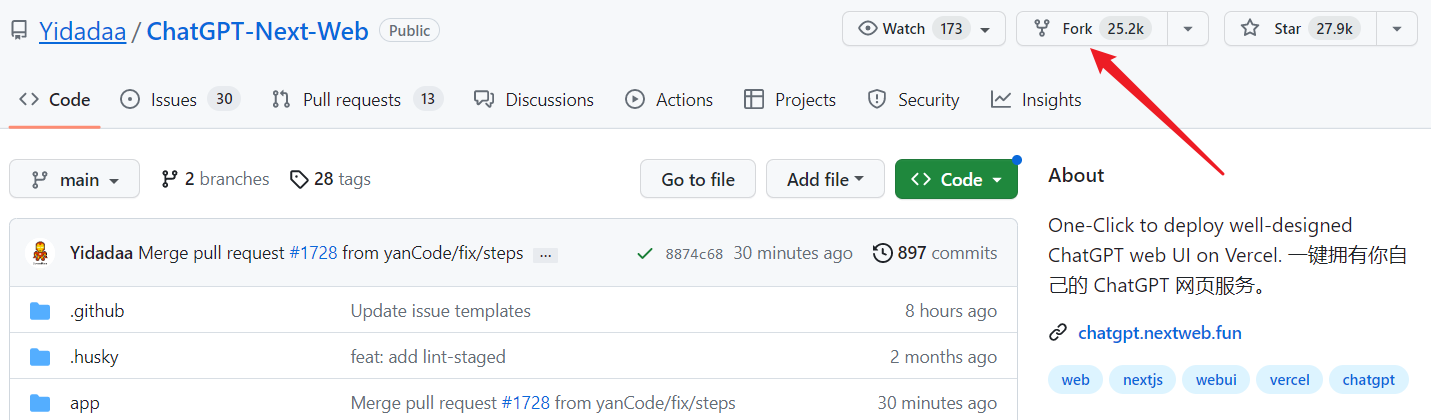 Yidadaa / ChatGPT-Next-Web Public Watch 173 Fork 25.2k Star 27.9k
Code Issues 30 Pull requests 13 Discussions Actions Projects Security Insights
main 2 branches 28 tags Go to file Add file Code
Yidadaa Merge pull request #1728 from yanCode/fix/steps ... 8874c68 30 minutes ago 897 commits
.github Update issue templates 8 hours ago
.husky feat: add lint-staged 2 months ago
app Merge pull request #1728 from yanCode/fix/steps 30 minutes ago
About
One-Click to deploy well-designed
ChatGPT web UI on Vercel. 一键拥有你自
己的 ChatGPT 网页服务。
chatgpt.nextweb.fun
web nextjs webui vercel chatgpt